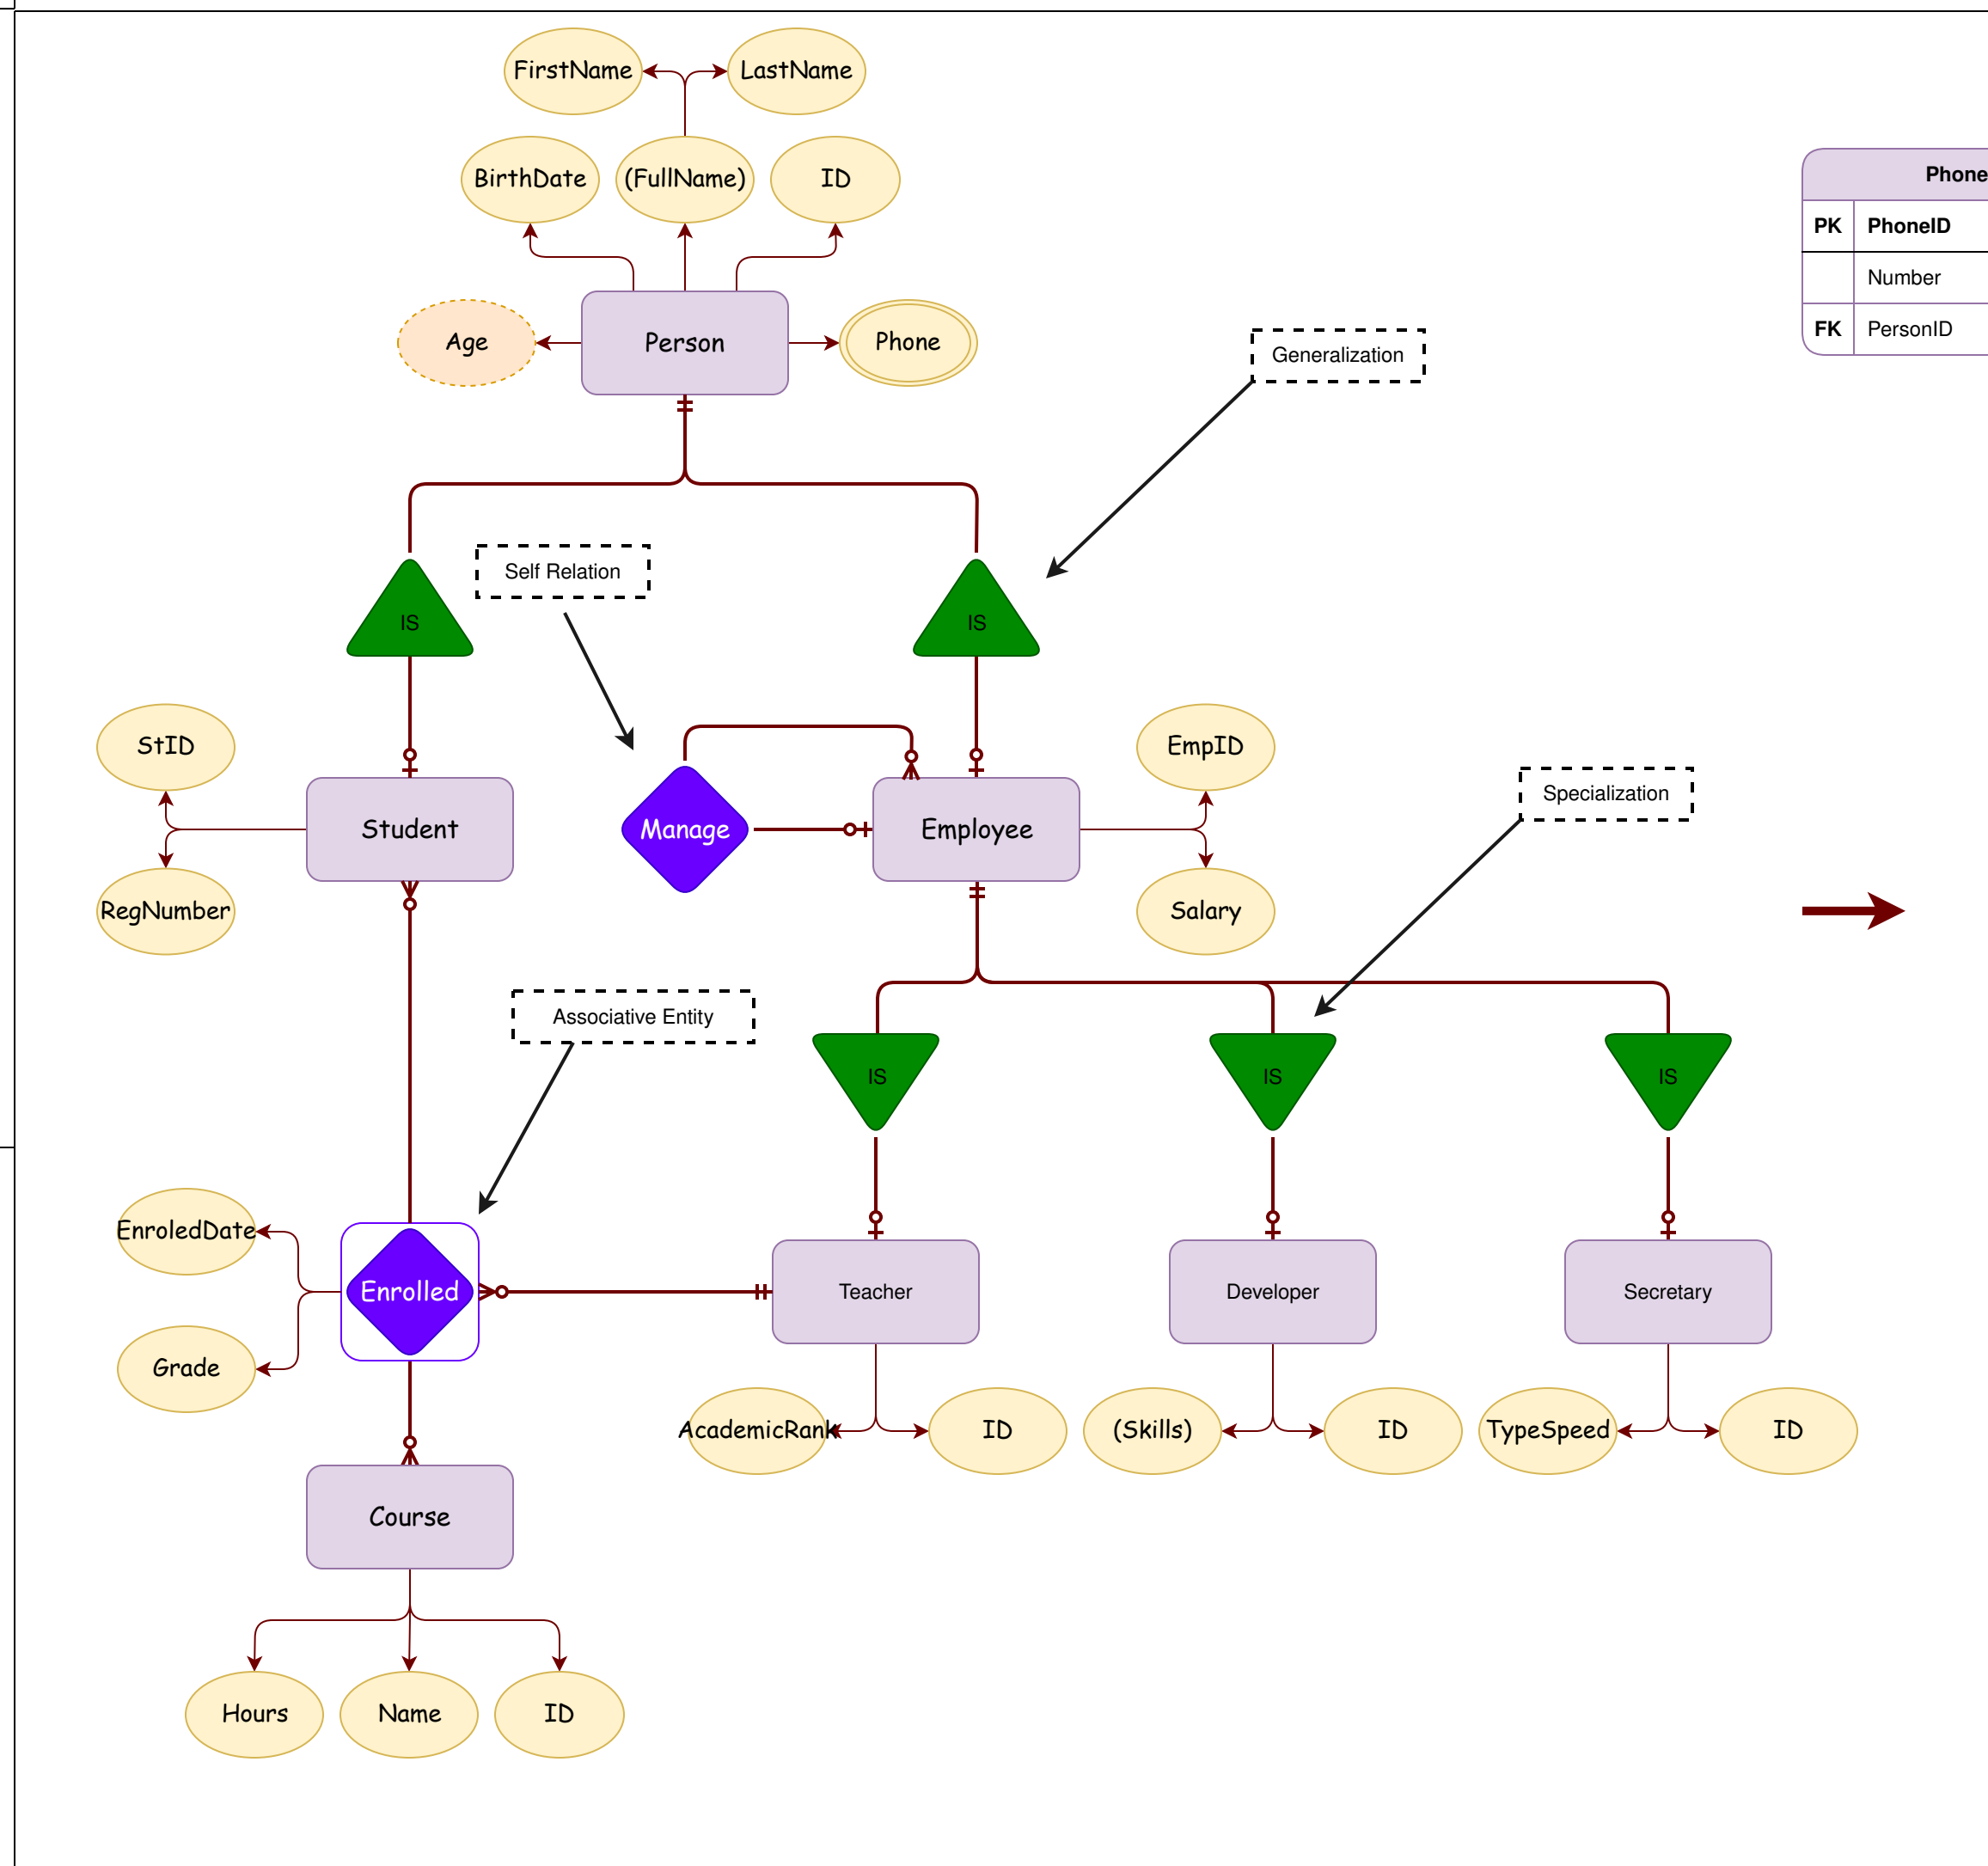 FirstName
LastName
BirthDate
(FullName)
ID
Phone
PK
PhoneID
Number
FK
PersonID
Age
Person
Phone
Generalization
Self Relation
IS
IS
StID
EmpID
Manage
Student
Employee
Specialization
RegNumber
Salary
Associative Entity
IS
IS
IS
EnroledDate
Enrolled
Teacher
Developer
Secretary
Grade
AcademicRank
ID
(Skills)
ID
TypeSpeed
ID
Course
Hours
Name
ID